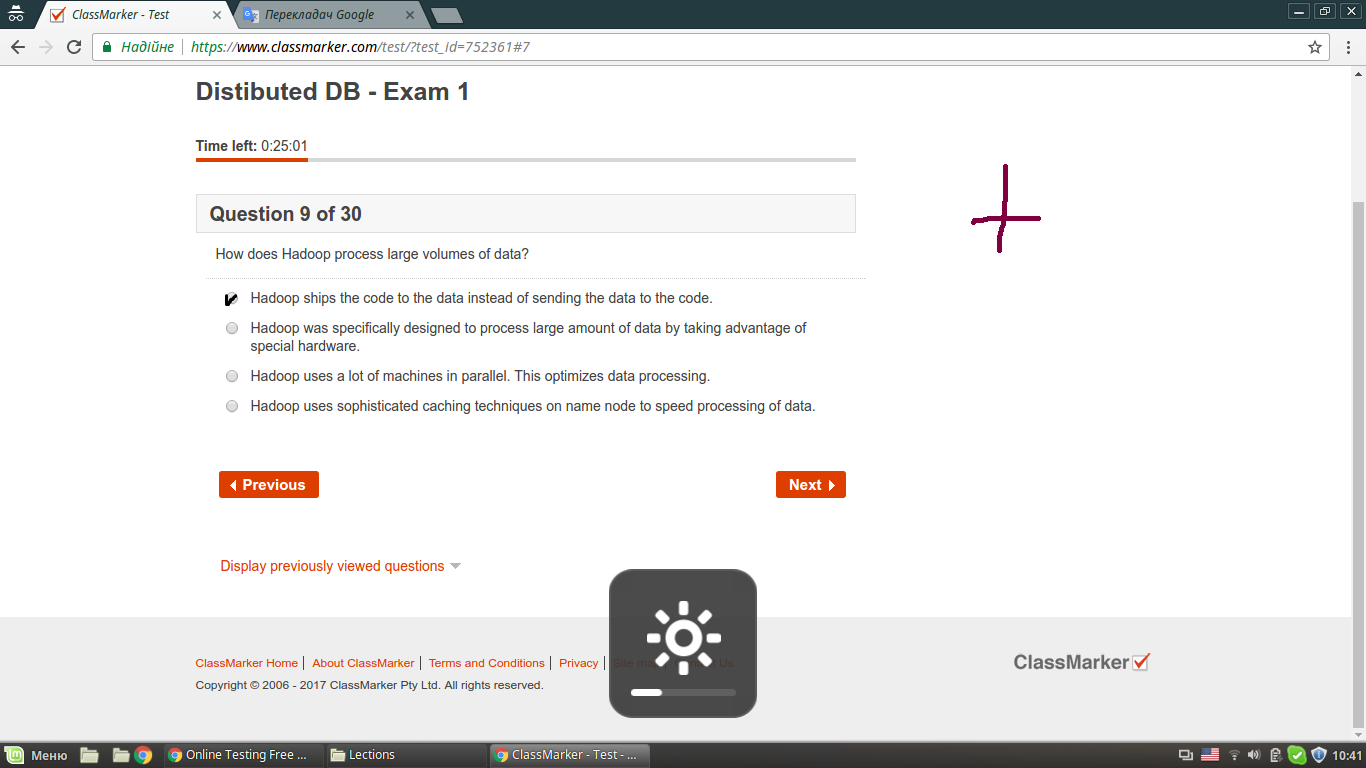 ClassMarker - Test
Перекладач Google
Надійне
https://www.classmarker.com/test/?test_id=752361#7
Distibuted DB - Exam 1
Time left: 0:25:01
Question 9 of 30
How does Hadoop process large volumes of data?
Hadoop ships the code to the data instead of sending the data to the code.
Hadoop was specifically designed to process large amount of data by taking advantage of
special hardware.
Hadoop uses a lot of machines in parallel. This optimizes data processing.
Hadoop uses sophisticated caching techniques on name node to speed processing of data.
Previous
Next
Display previously viewed questions
ClassMarker Home | About ClassMarker | Terms and Conditions | Privacy | Site map Us
ClassMarker
Copyright © 2006 - 2017 ClassMarker Pty Ltd. All rights reserved.
Меню
Online Testing Free ...
Lections
ClassMarker - Test - ...
10:41